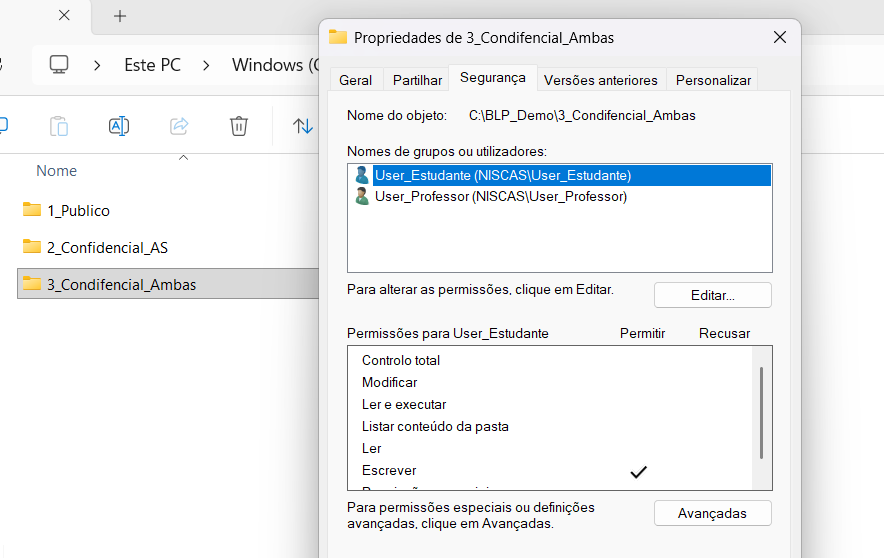 Propriedades de 3_Condifencial_Ambas
Este PC
Windows (C
Geral
Partilhar
Segurança
Versões anteriores
Personalizar
Nome do objeto: C:\BLP_Demo\3_Condifencial_Ambas
Nomes de grupos ou utilizadores:
User_Estudante (NISCAS\User_Estudante)
User_Professor (NISCAS\User_Professor)
Para alterar as permissões, clique em Editar.
Editar...
Permissões para User_Estudante
Permitir
Recusar
Controlo total
Modificar
Ler e executar
Listar conteúdo da pasta
Ler
Escrever
Para permissões especiais ou definições
avançadas, clique em Avançadas.
Avançadas
Nome
1_Publico
2_Confidencial_AS
3_Condifencial_Ambas